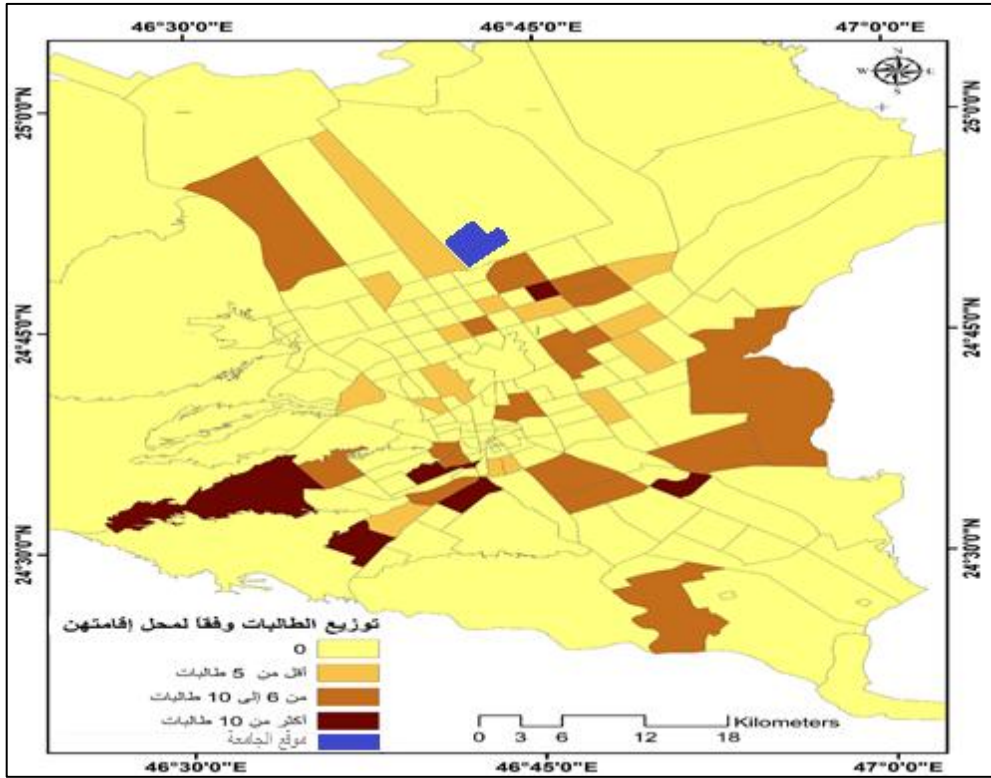 46°30'0"E 46°45'0"E 47°0'0"E
N
W E
S
25°0'0"N 25°0'0"N
24°45'0"N 24°45'0"N
24°30'0"N 24°30'0"N
توزيع الطالبات وفقاً لمحل إقامتهن
0
أقل من 5 طالبات
من 6 إلى 10 طالبات
أكثر من 10 طالبات
موقع الجامعة
Kilometers
0 3 6 12 18
46°30'0"E 46°45'0"E 47°0'0"E